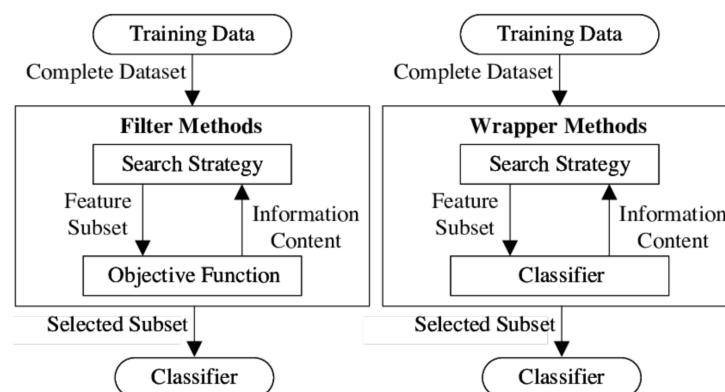 Training Data
Complete Dataset
Filter Methods
Search Strategy
Feature
Subset
Information
Content
Objective Function
Selected Subset
Classifier
Training Data
Complete Dataset
Wrapper Methods
Search Strategy
Feature
Subset
Information
Content
Classifier
Selected Subset
Classifier